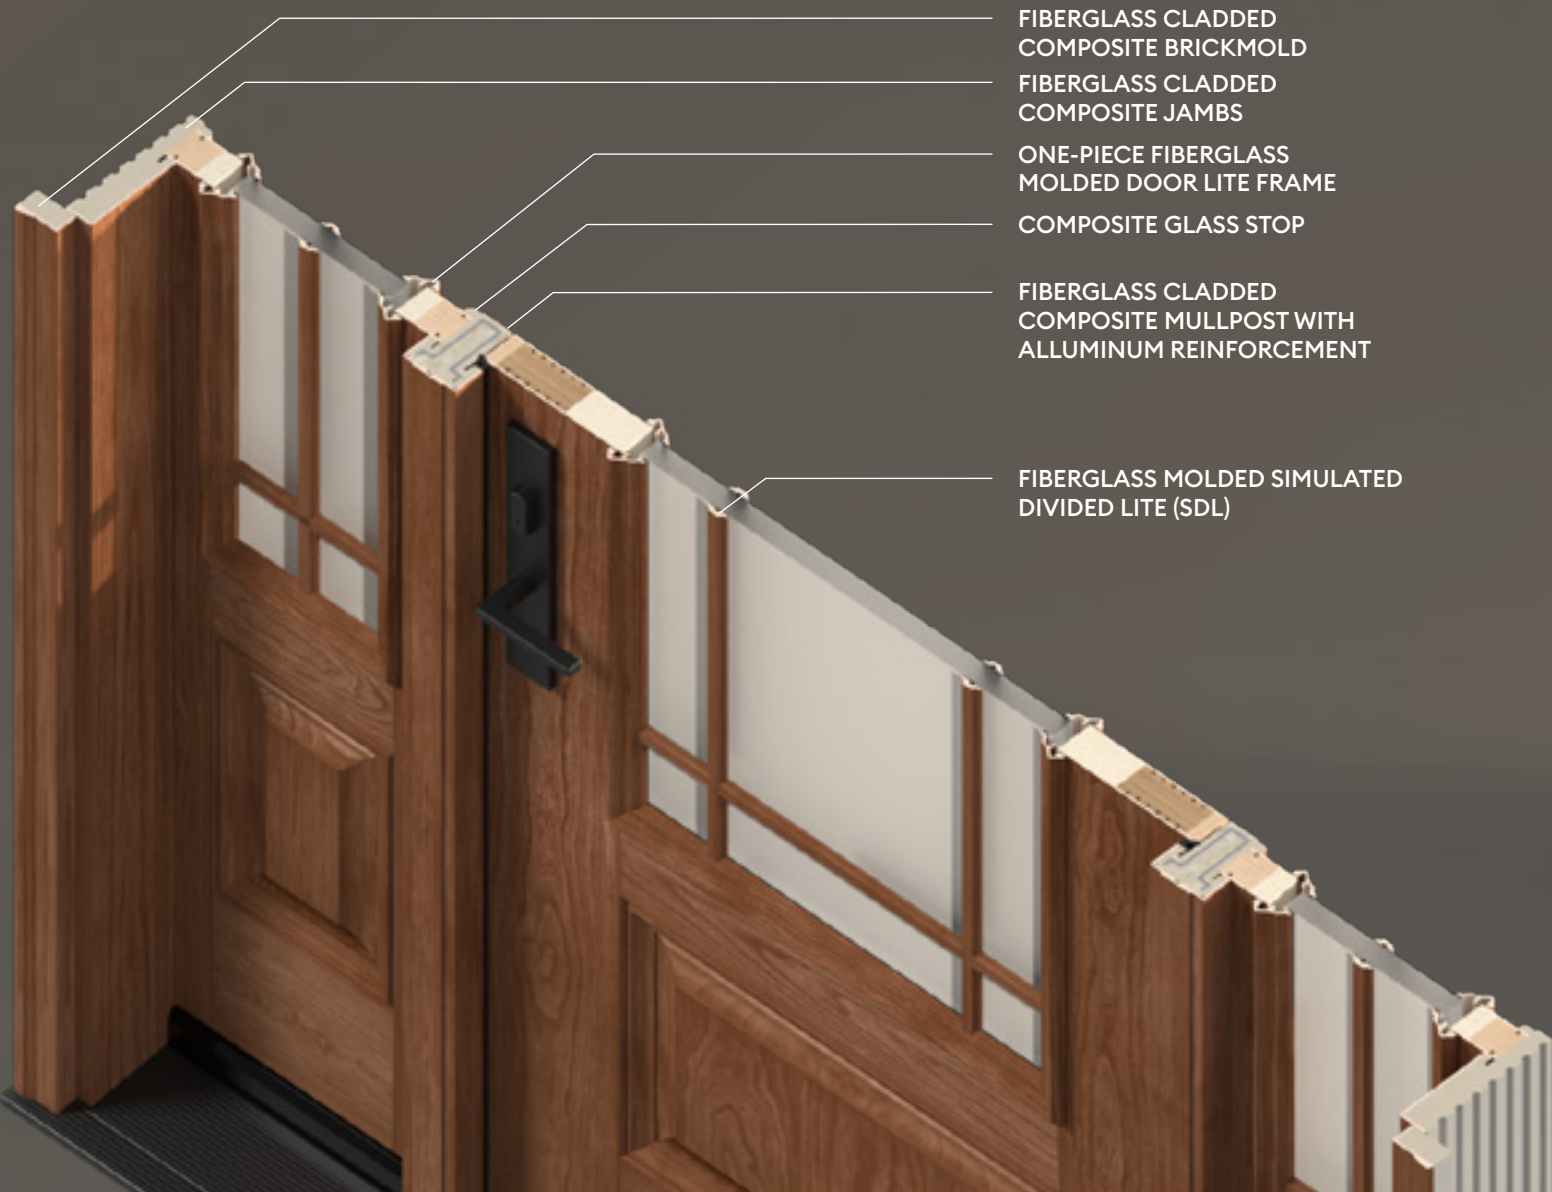 FIBERGLASS CLADDED
COMPOSITE BRICKMOLD
FIBERGLASS CLADDED
COMPOSITE JAMBS
ONE-PIECE FIBERGLASS
MOLDED DOOR LITE FRAME
COMPOSITE GLASS STOP
FIBERGLASS CLADDED
COMPOSITE MULLPOST WITH
ALLUMINUM REINFORCEMENT
FIBERGLASS MOLDED SIMULATED
DIVIDED LITE (SDL)